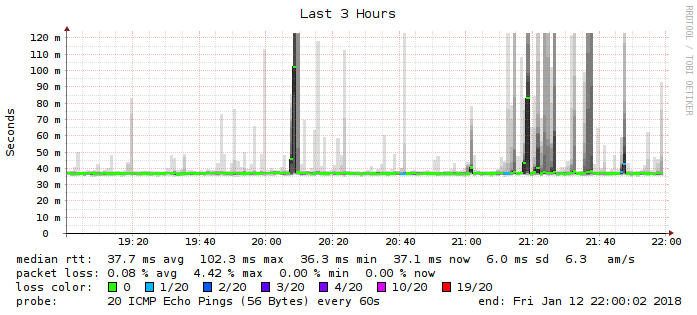 Last 3 Hours
RRDTOOL / TOBI OETIKER
Seconds
120 m
110 m
100 m
90 m
80 m
70 m
60 m
50 m
40 m
30 m
20 m
10 m
0
19:20 19:40 20:00 20:20 20:40 21:00 21:20 21:40 22:00
median rtt: 37.7 ms avg 102.3 ms max 36.3 ms min 37.1 ms now 6.0 ms sd 6.3 am/s
packet loss: 0.08 % avg 4.42 % max 0.00 % min 0.00 % now
loss color: 0 1/20 2/20 3/20 4/20 10/20 19/20
probe: 20 ICMP Echo Pings (56 Bytes) every 60s end: Fri Jan 12 22:00:02 2018